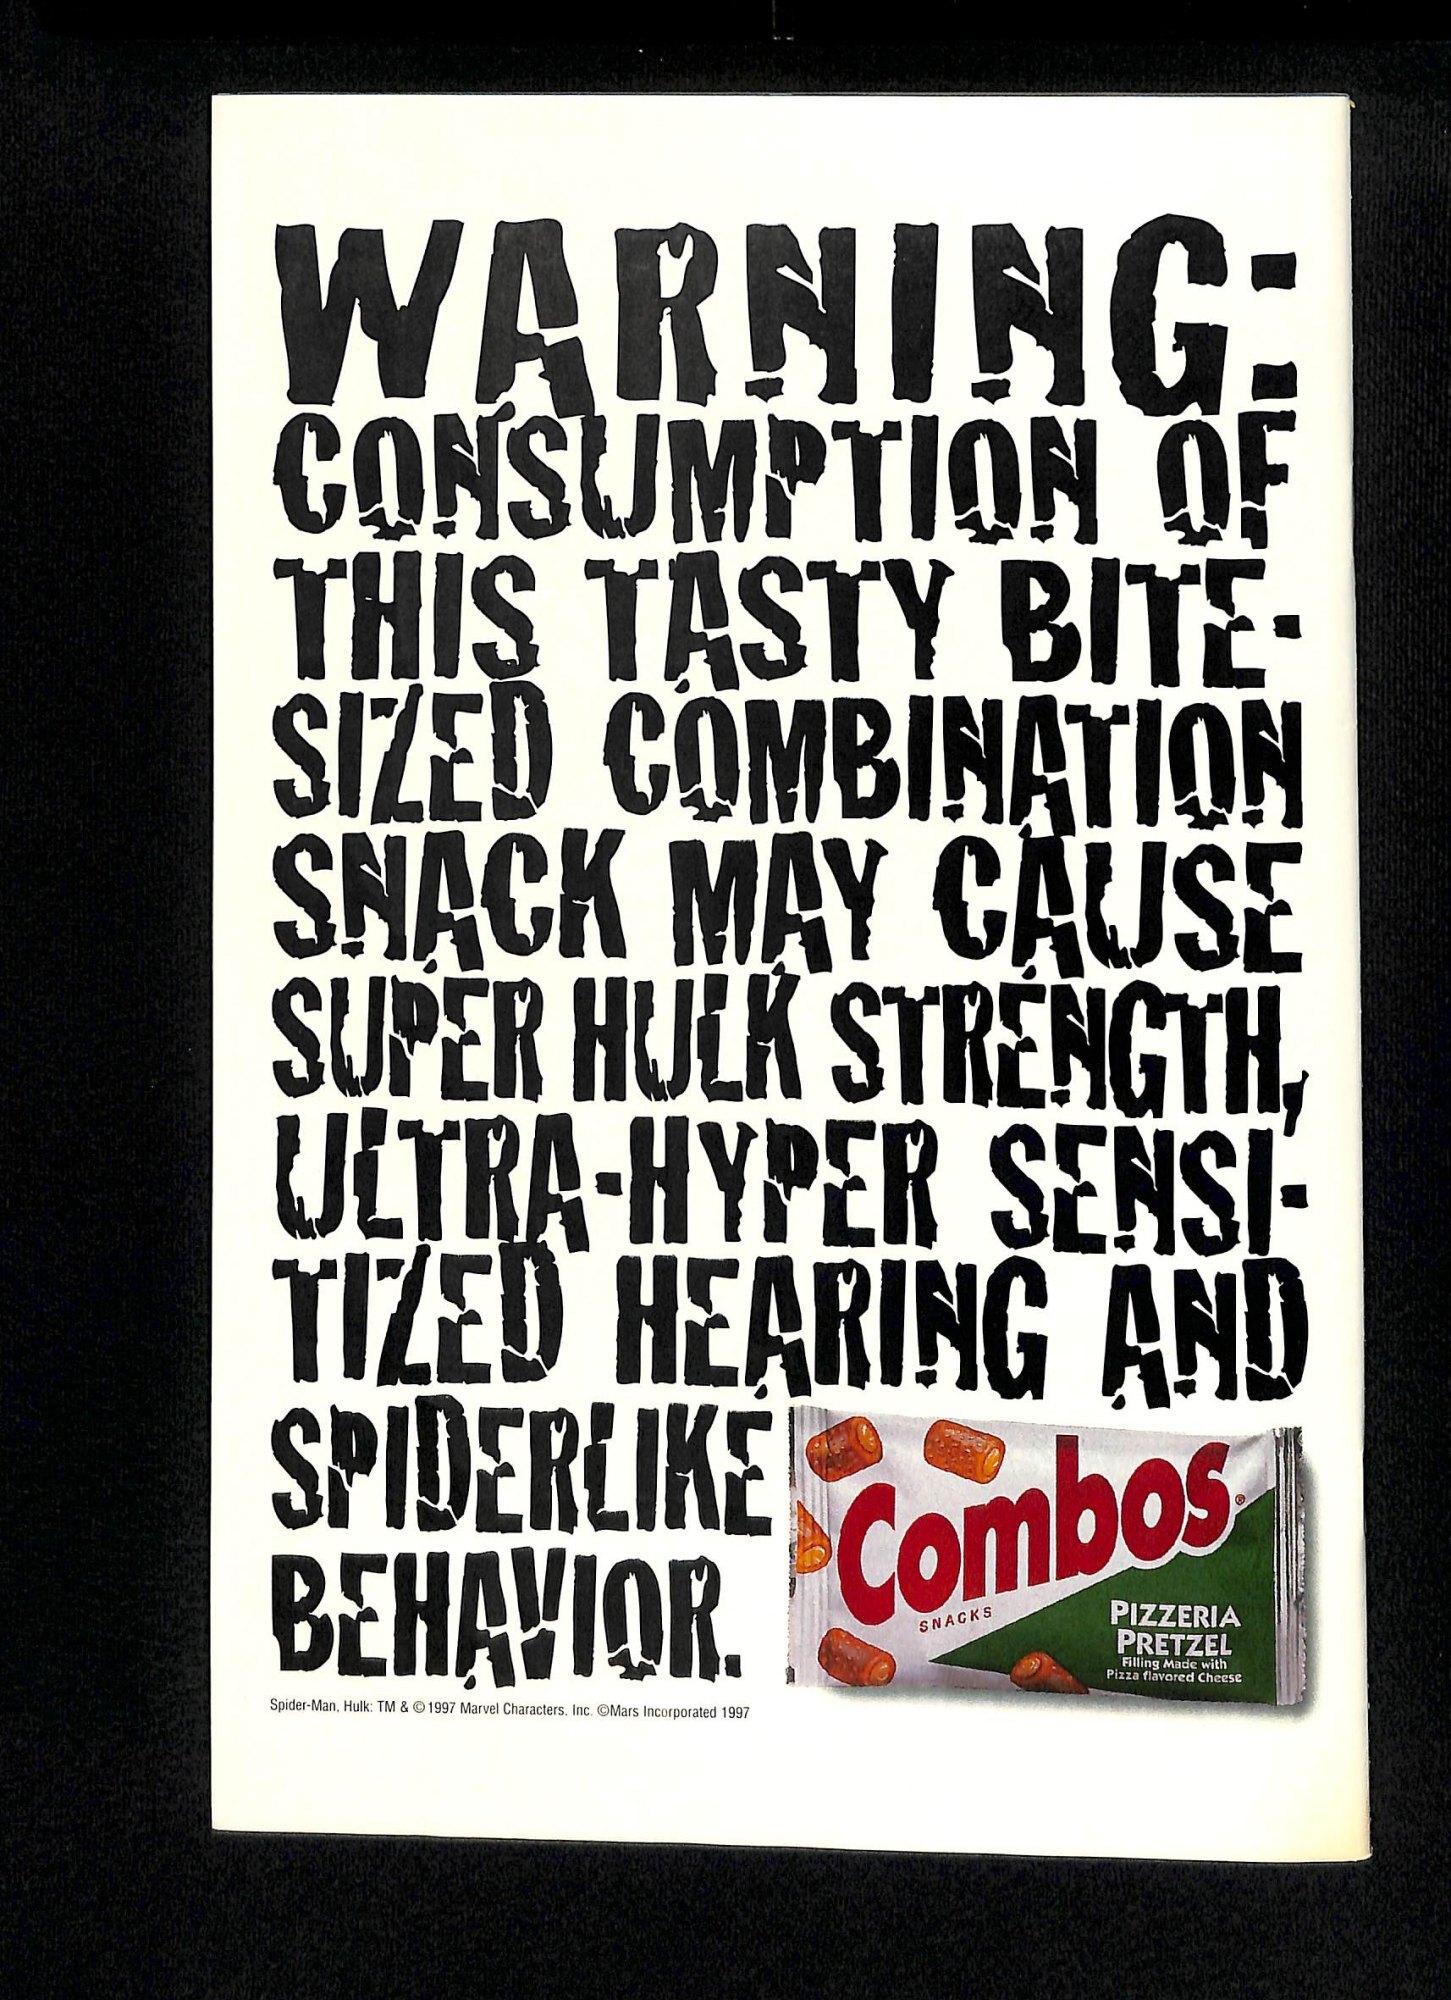 WARNING:
CONSUMPTION OF
THIS TASTY BITE-
SIZED COMBINATION
SNACK MAY CAUSE
SUPER HULK STRENGTH,
ULTRA-HYPER SENSI-
TIZED HEARING AND
SPIDERLIKE
BEHAVIOR.
Combos®
SNACKS
PIZZERIA
PRETZEL
Filling Made with
Pizza flavored Cheese
Spider-Man, Hulk: TM & © 1997 Marvel Characters. Inc. ©Mars Incorporated 1997